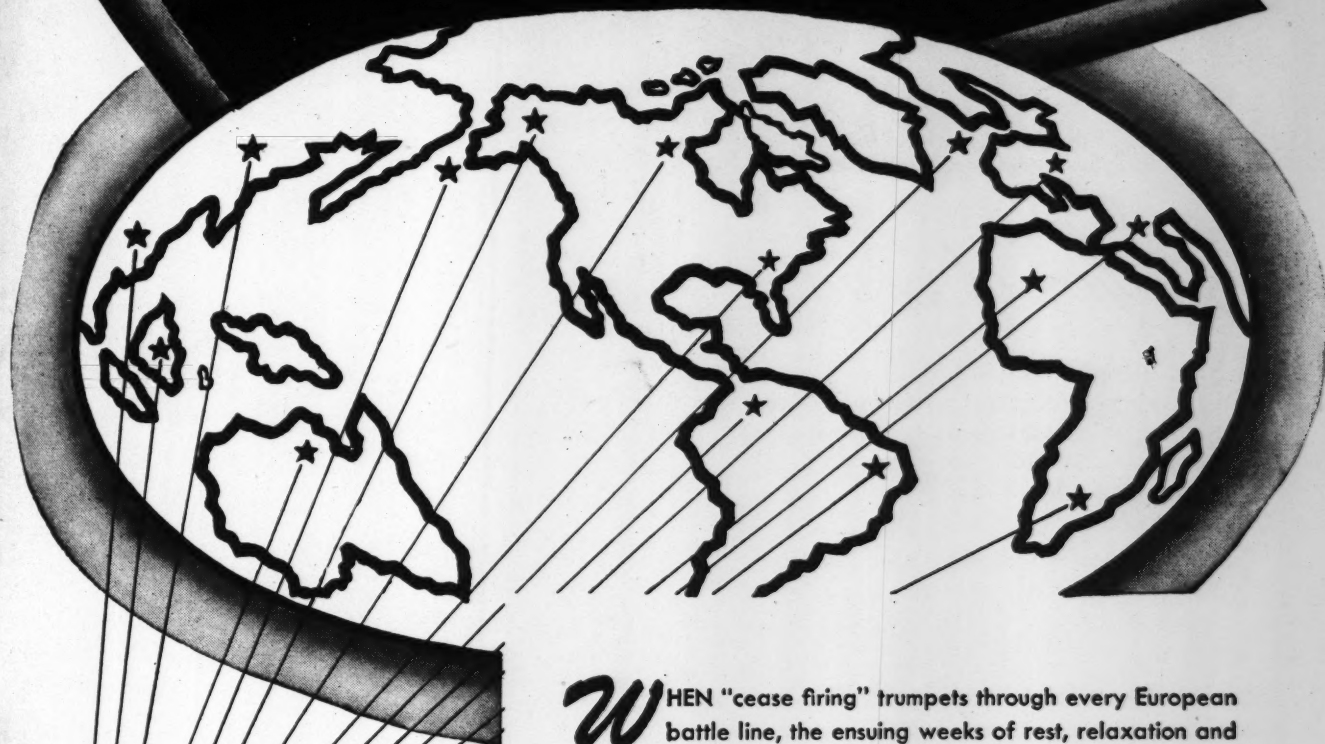 WHEN “cease firing” trumpets through every European
battle line, the ensuing weeks of rest, relaxation and